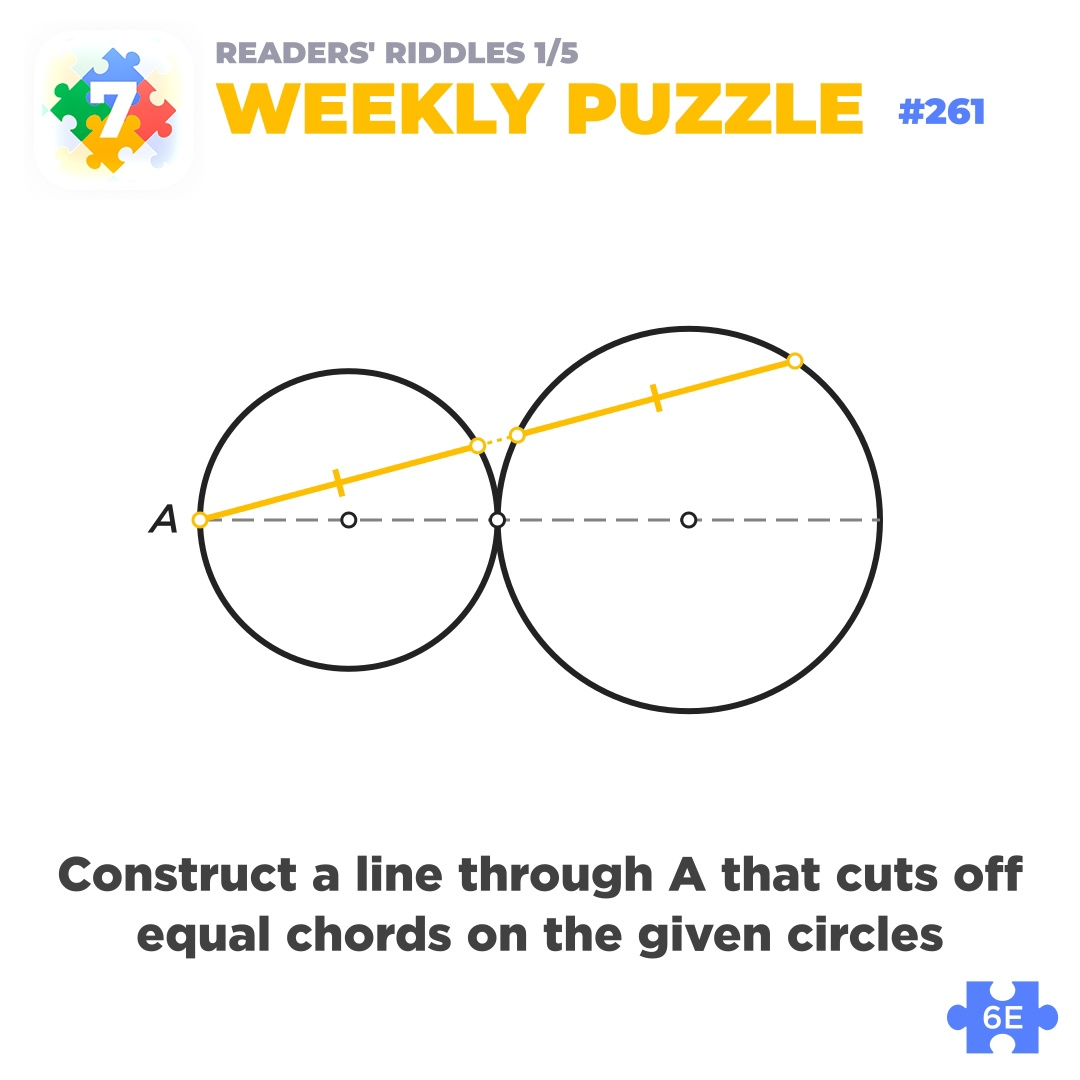 7
READERS' RIDDLES 1/5
WEEKLY PUZZLE #261
A
Construct a line through A that cuts off
equal chords on the given circles
6E